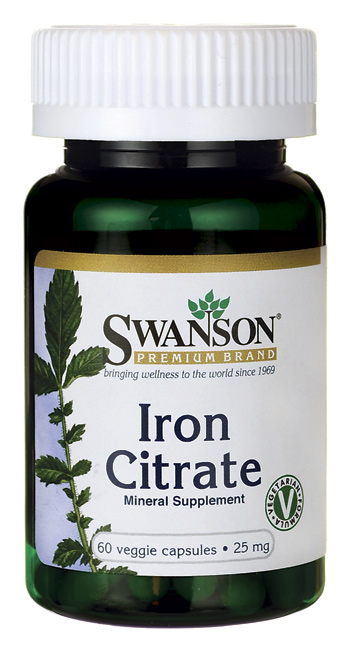 SWANSON®
PREMIUM BRAND
bringing wellness to the world since 1969
Iron
Citrate
Mineral Supplement
VEGETARIAN
V
FORMULA
60 veggie capsules • 25 mg